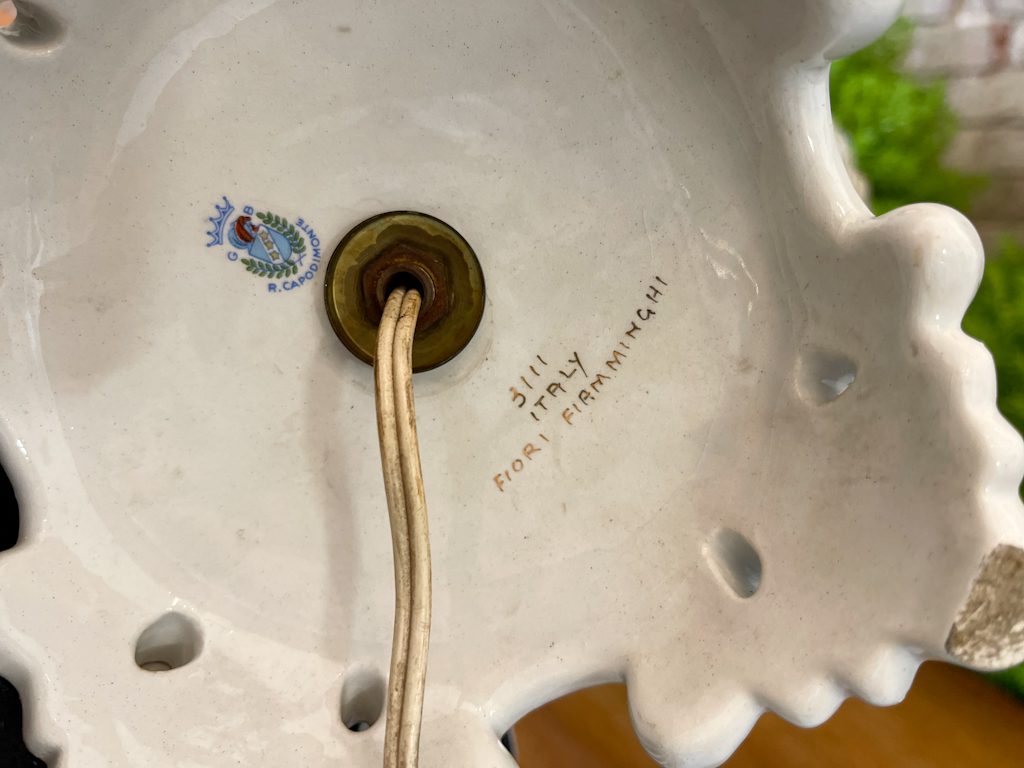 G B
R. CAPODIMONTE
3111
ITALY
FIORI FIAMMINGHI